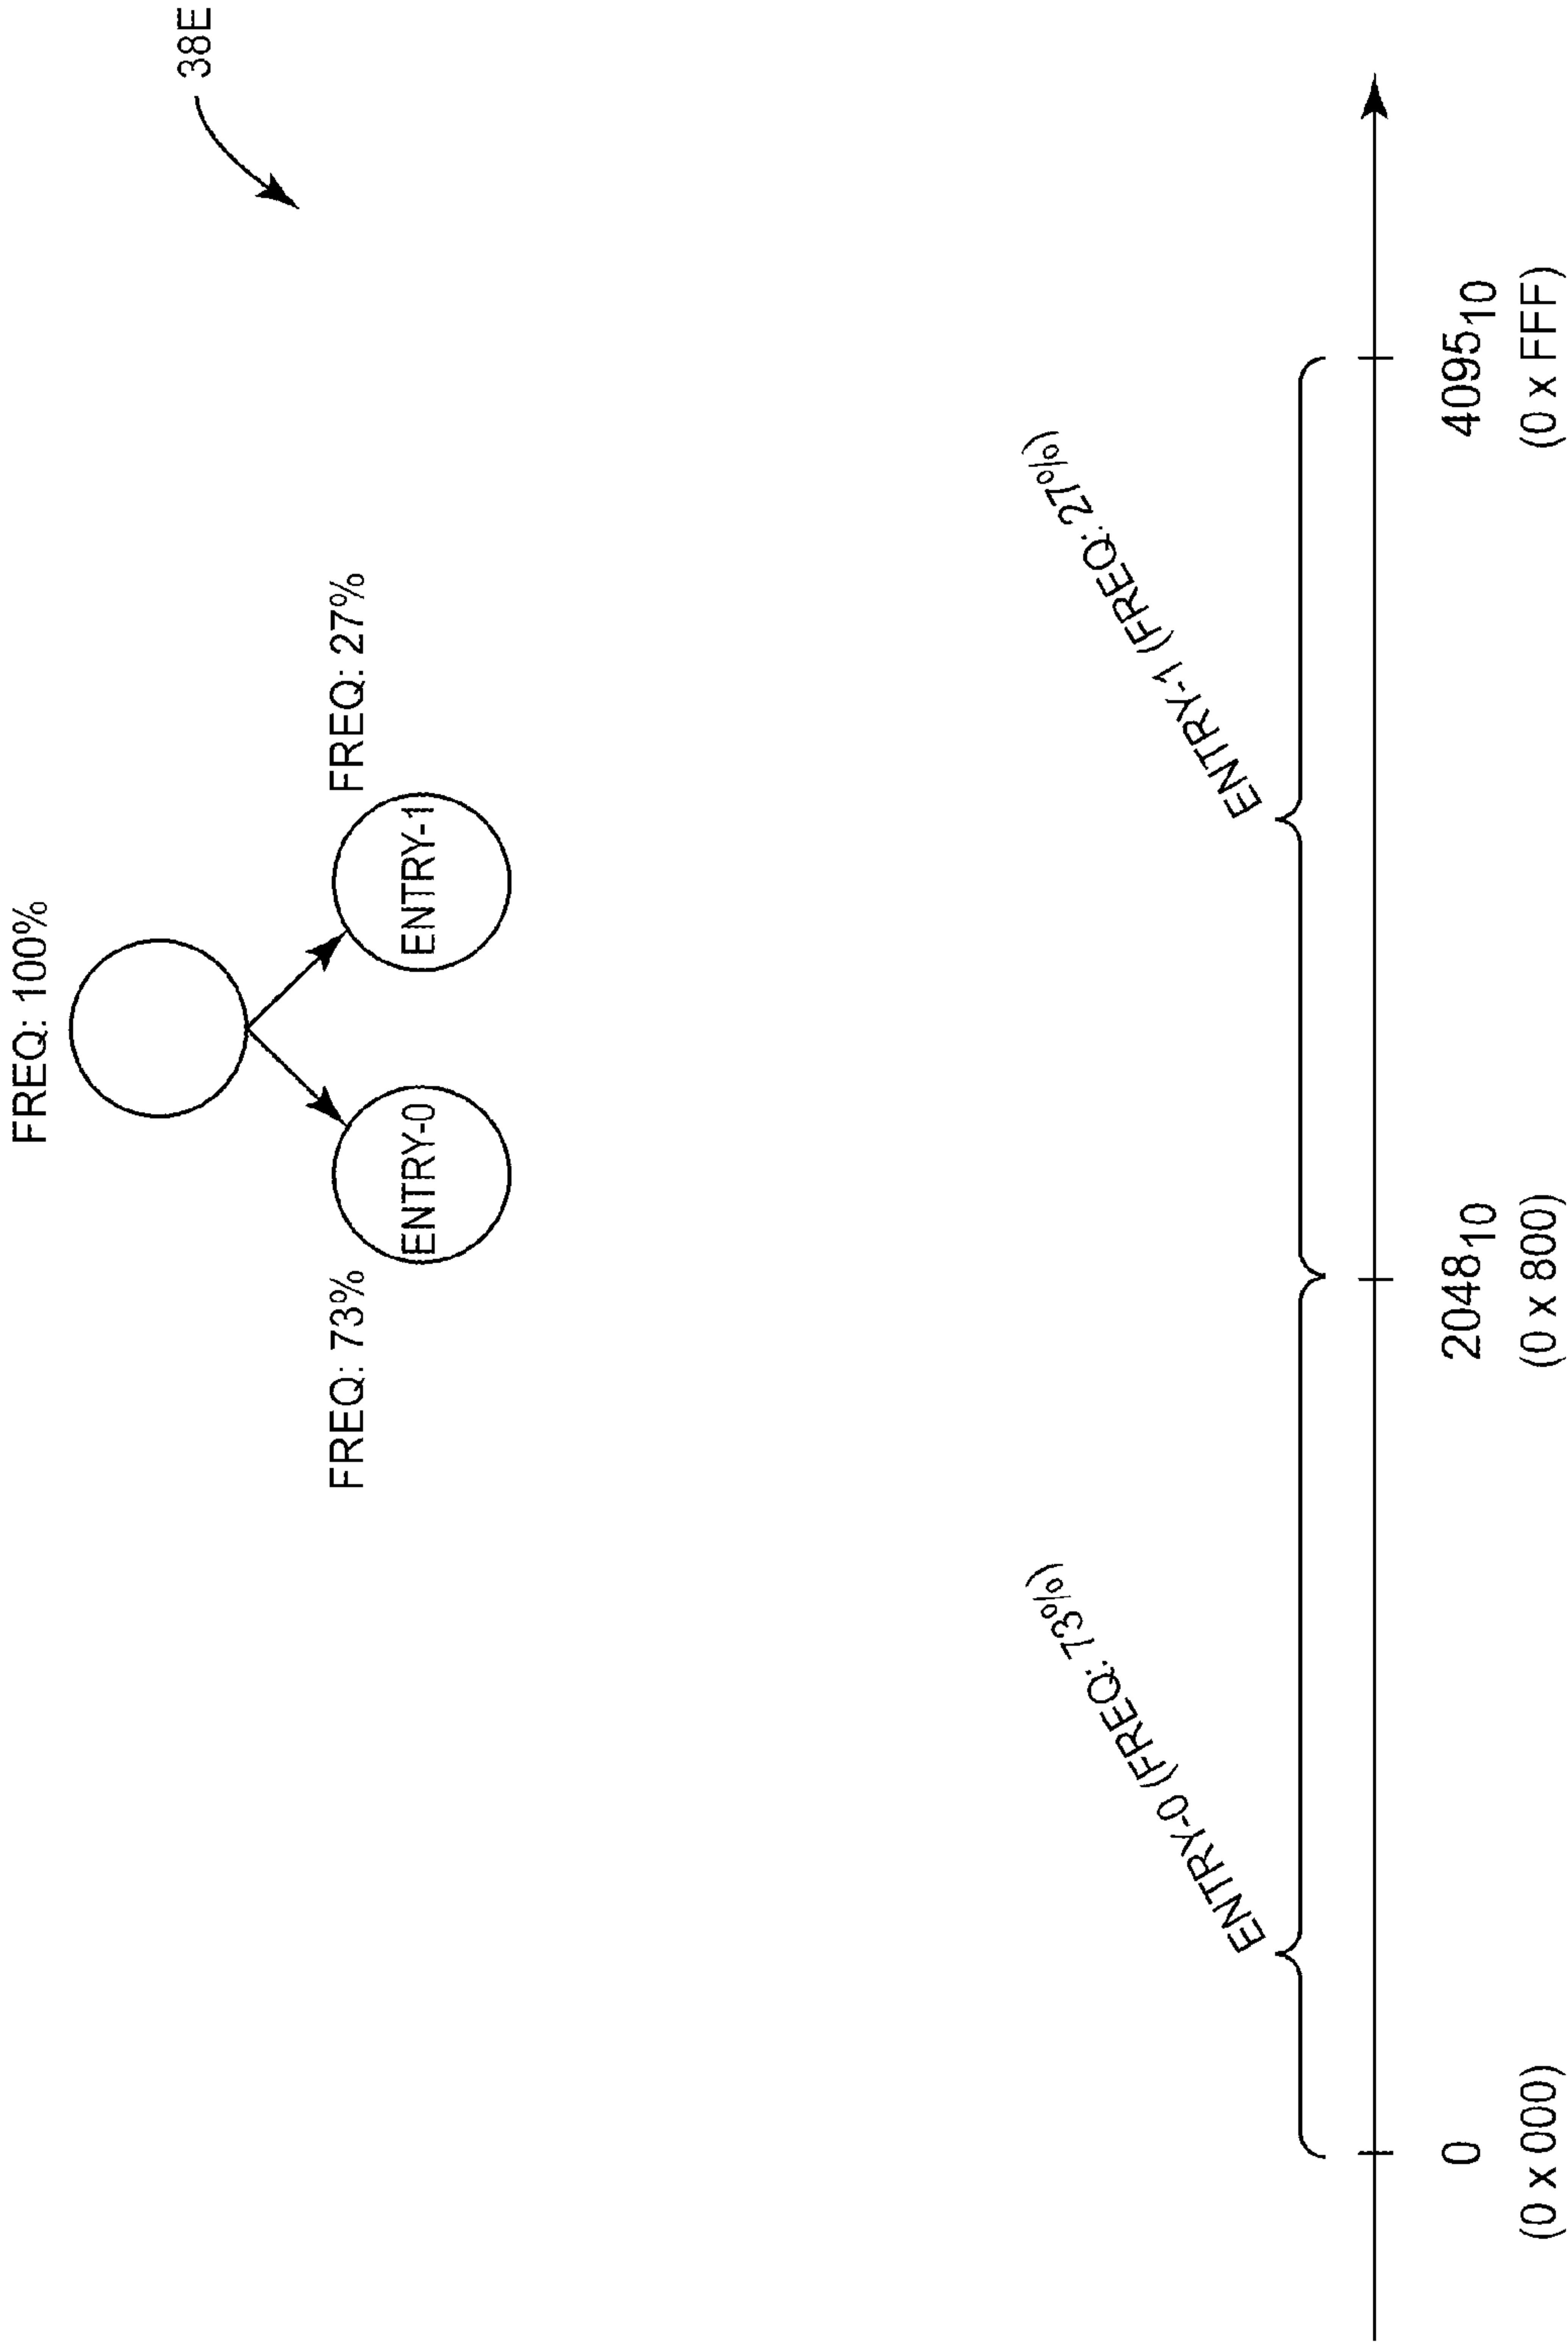 38E
FREQ: 100%
FREQ: 73%
FREQ: 27%
ENTRY-0
ENTRY-1
ENTRY-0 (FREQ: 73%)
ENTRY-1 (FREQ: 27%)
0
2048₁₀
4095₁₀
(0 x 000)
(0 x 800)
(0 x FFF)